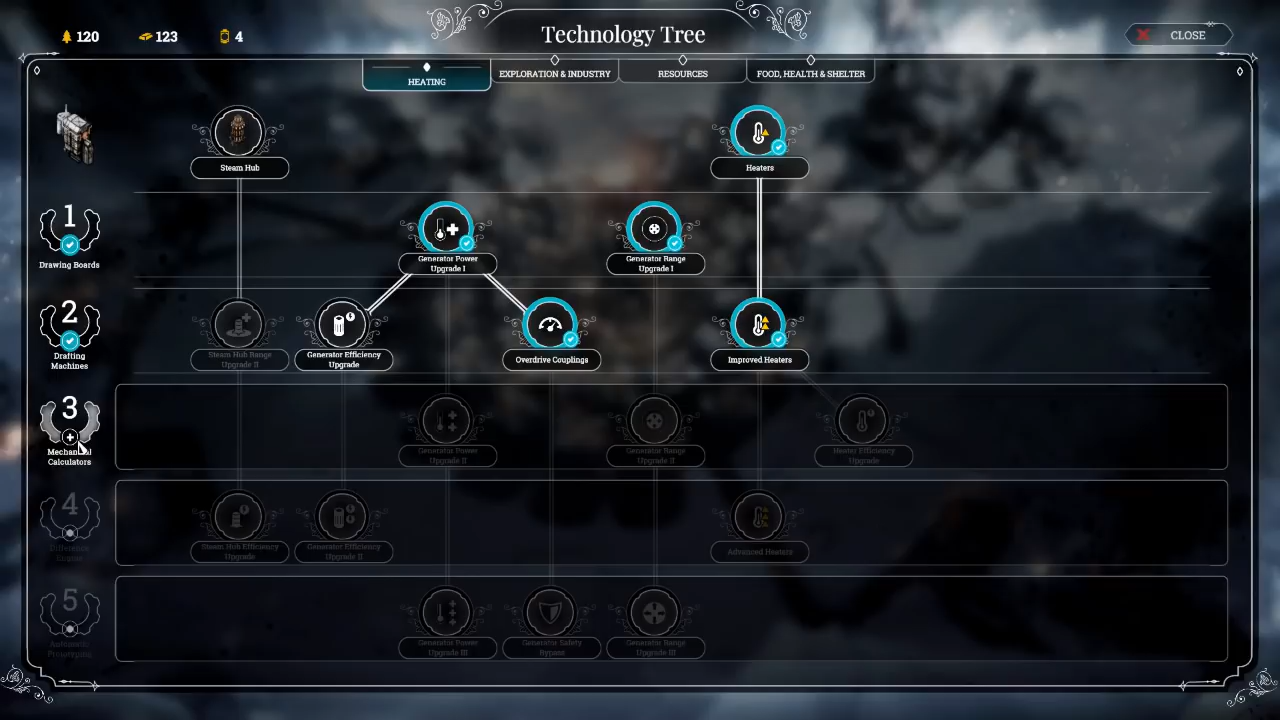 120
123
4
Technology Tree
CLOSE
HEATING
EXPLORATION & INDUSTRY
RESOURCES
FOOD, HEALTH & SHELTER
Steam Hub
Heaters
1
Drawing Boards
Generator Power
Upgrade I
Generator Range
Upgrade I
2
Drafting
Machines
Steam Hub Range
Upgrade II
Generator Efficiency
Upgrade
Overdrive Couplings
Improved Heaters
3
Calculators
Generator Power
Upgrade II
Generator Range
Upgrade II
Heater Efficiency
Upgrade
4
Difference
Engine
Steam Hub Efficiency
Upgrade
Generator Efficiency
Upgrade II
Advanced Heaters
5
Automatic
Prototyping
Generator Power
Upgrade III
Generator Safety
Bypass
Generator Range
Upgrade III